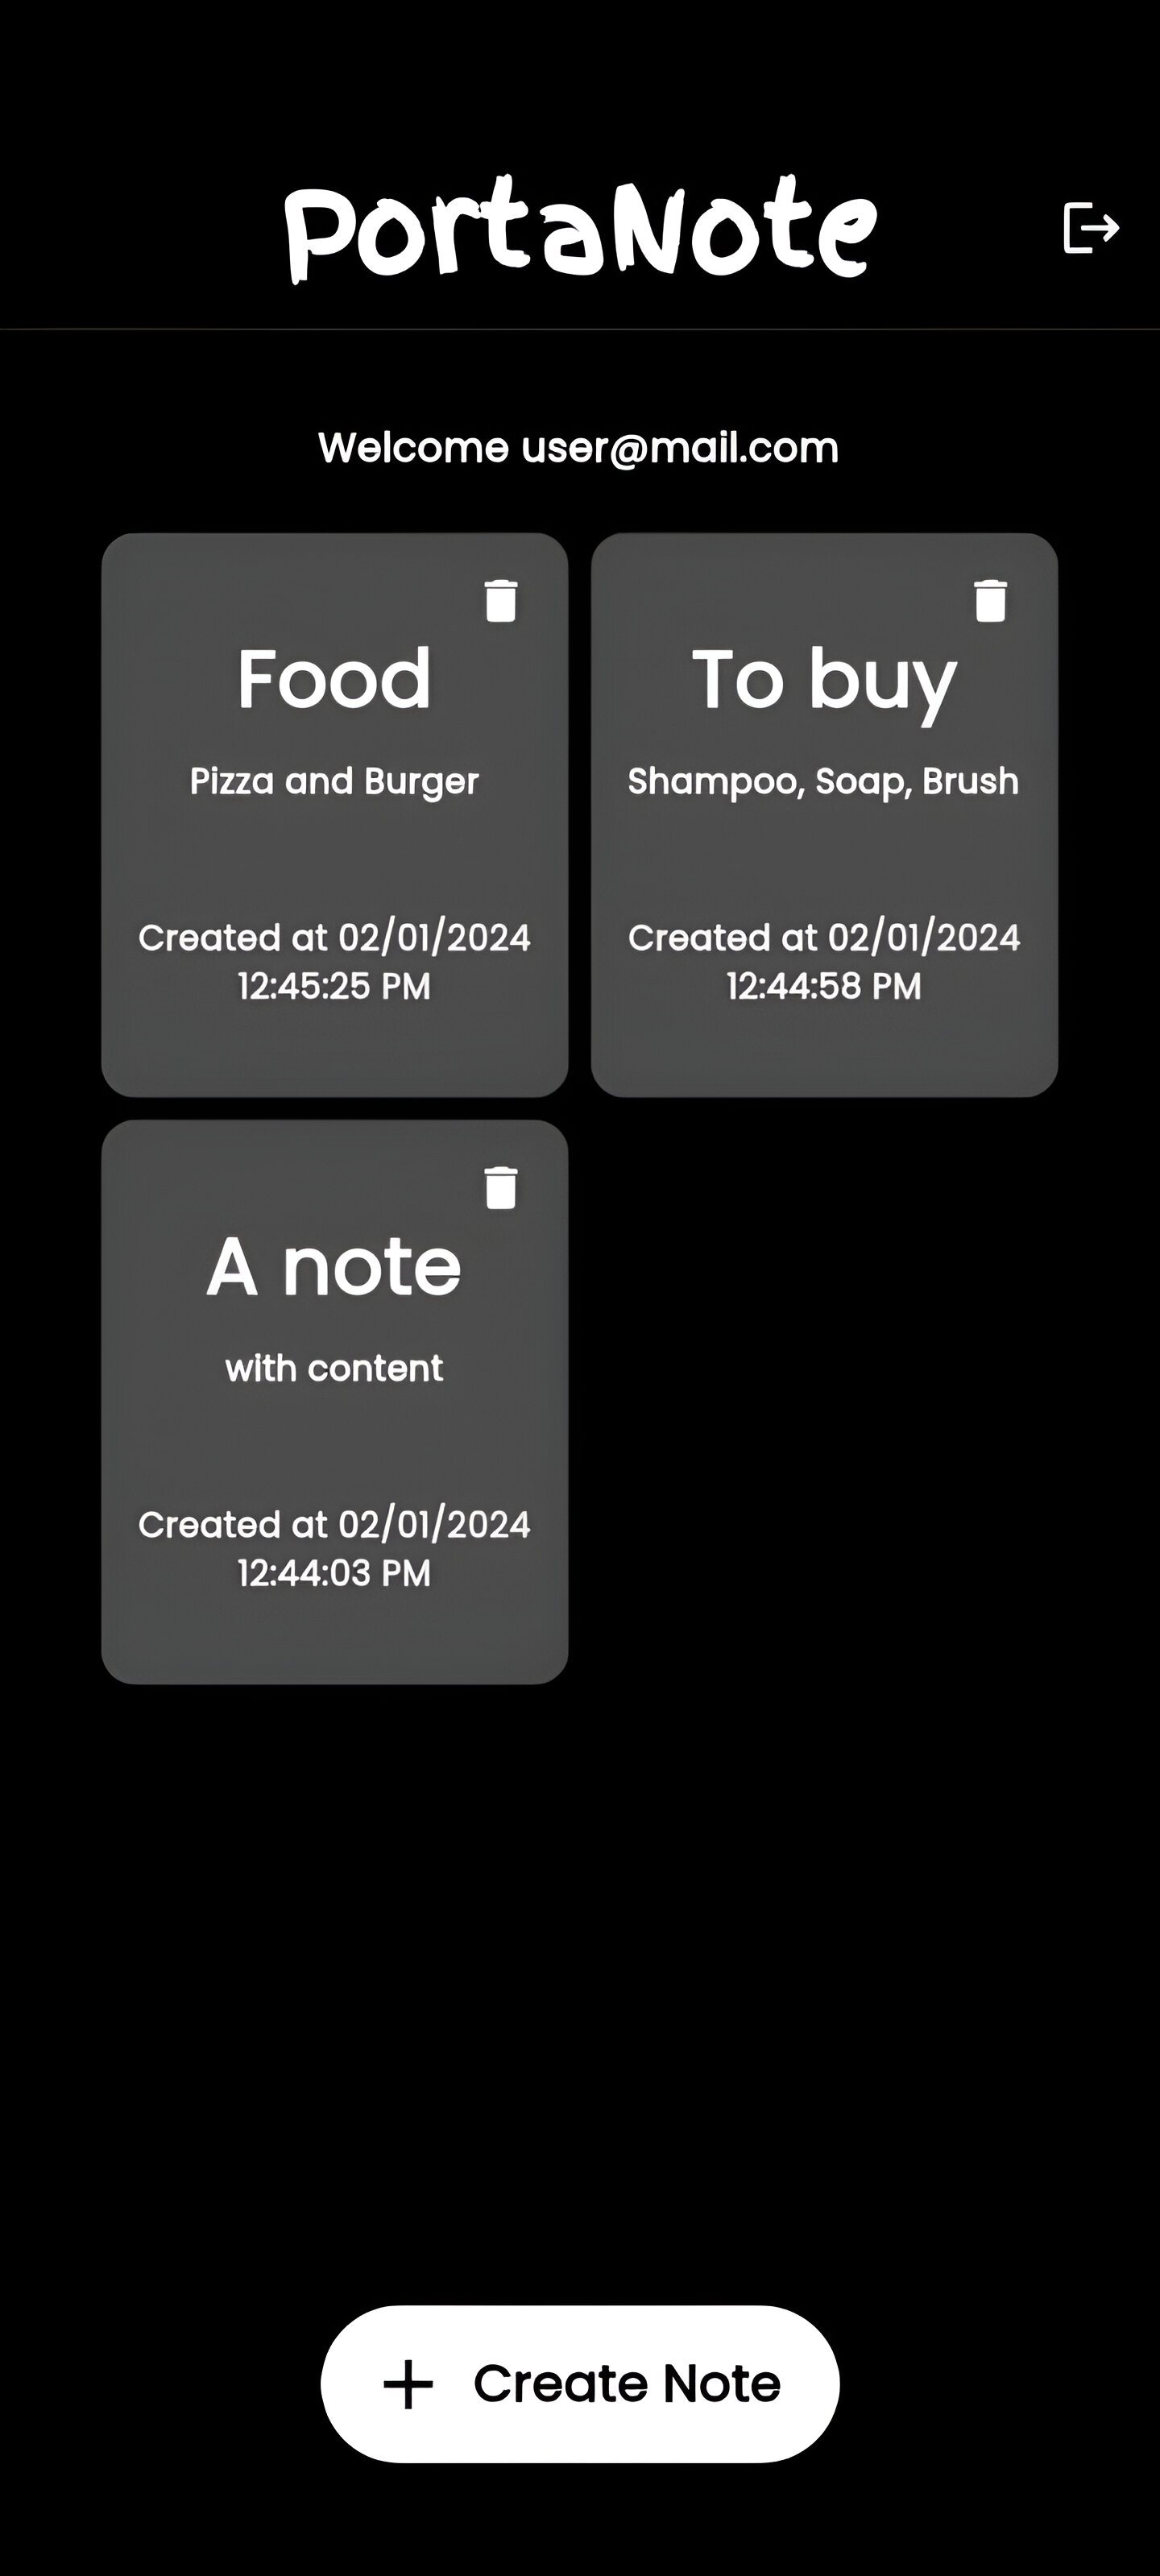 PortaNote
Welcome user@mail.com
Food
Pizza and Burger
Created at 02/01/2024
12:45:25 PM
To buy
Shampoo, Soap, Brush
Created at 02/01/2024
12:44:58 PM
A note
with content
Created at 02/01/2024
12:44:03 PM
+ Create Note